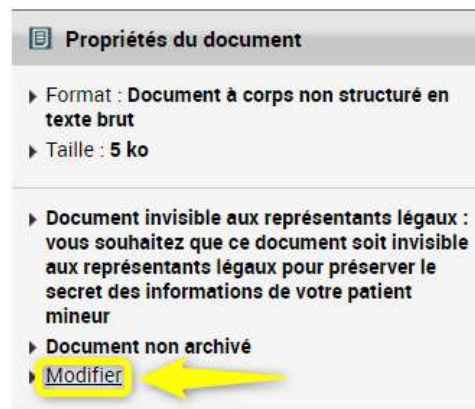 Propriétés du document
Format : Document à corps non structuré en
texte brut
Taille : 5 ko
Document invisible aux représentants légaux :
vous souhaitez que ce document soit invisible
aux représentants légaux pour préserver le
secret des informations de votre patient
mineur
Document non archivé
Modifier